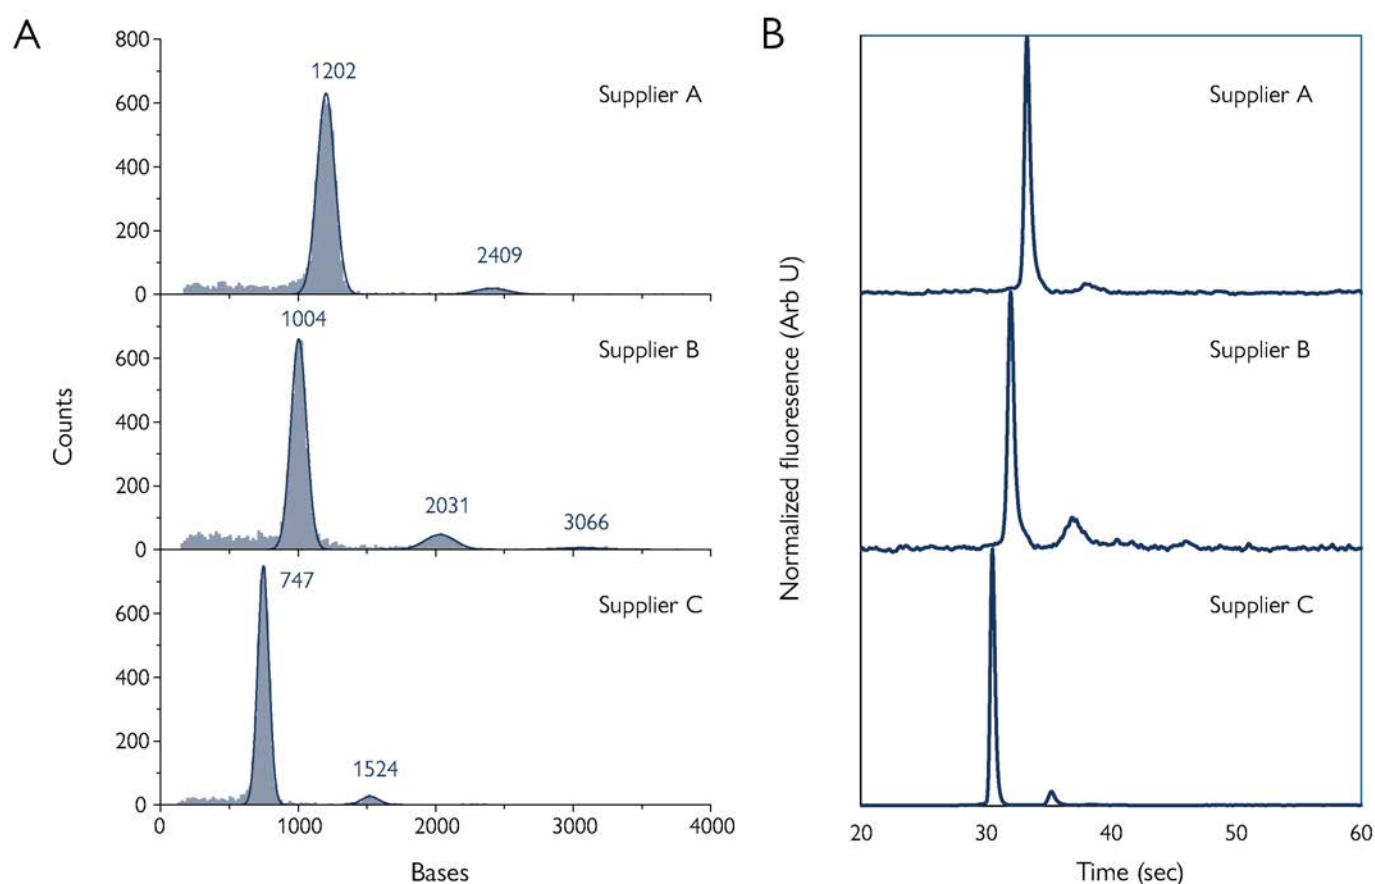 A
800
600
400
200
0
1202
2409
Supplier A
600
400
200
0
1004
2031
3066
Supplier B
600
400
200
0
747
1524
Supplier C
0 1000 2000 3000 4000
Counts
Bases
B
Supplier A
Supplier B
Supplier C
Normalized fluoresence (Arb U)
20 30 40 50 60
Time (sec)